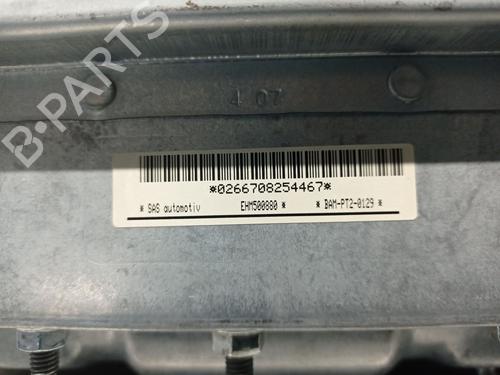 B-PARTS
4 07
*0266708254467*
* SAS automotiv EHM500880 * * BAM-PT2-0129 *